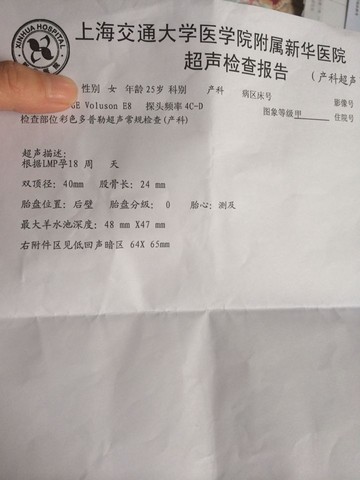 XINHUA HOSPITAL
上海交通大学医学院附属新华医院
超声检查报告
(产科超声
性别 女 年龄 25岁 科别 产科 病区床号 影像号
GE Voluson E8 探头频率 4C-D 图象等级 甲 住院号
检查部位 彩色多普勒超声常规检查(产科)
超声描述:
根据LMP孕18 周 天
双顶径: 40mm 股骨长: 24 mm
胎盘位置: 后壁 胎盘分级: 0 胎心: 测及
最大羊水池深度: 48 mm X47 mm
右附件区见低回声暗区 64X 65mm